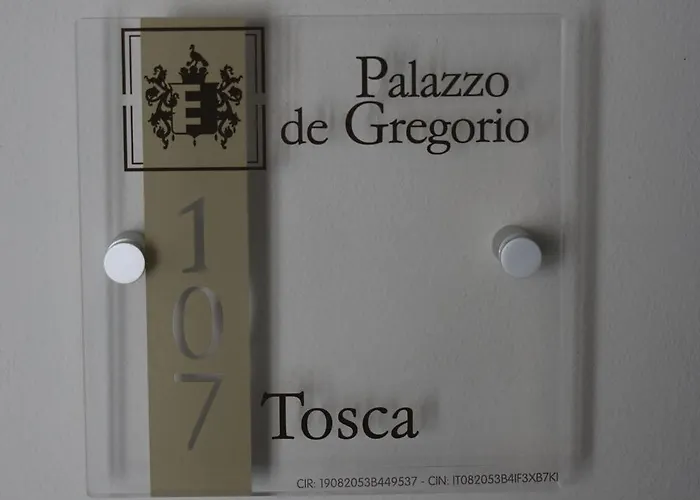 Palazzo
de Gregorio
107
Tosca
CIR: 19082053B449537 - CIN: IT082053B4IF3XB7KI